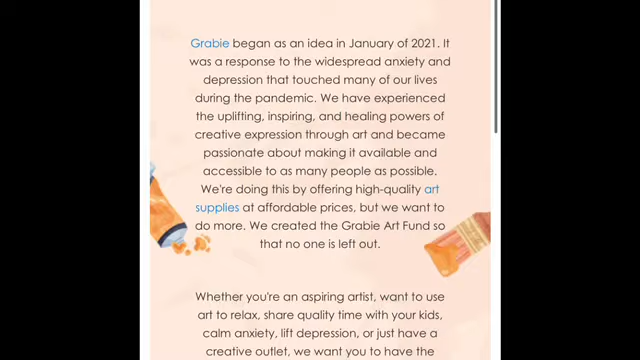 Grabie began as an idea in January of 2021. It
was a response to the widespread anxiety and
depression that touched many of our lives
during the pandemic. We have experienced
the uplifting, inspiring, and healing powers of
creative expression through art and became
passionate about making it available and
accessible to as many people as possible.
We're doing this by offering high-quality art
supplies at affordable prices, but we want to
do more. We created the Grabie Art Fund so
that no one is left out.
Whether you're an aspiring artist, want to use
art to relax, share quality time with your kids,
calm anxiety, lift depression, or just have a
creative outlet, we want you to have the